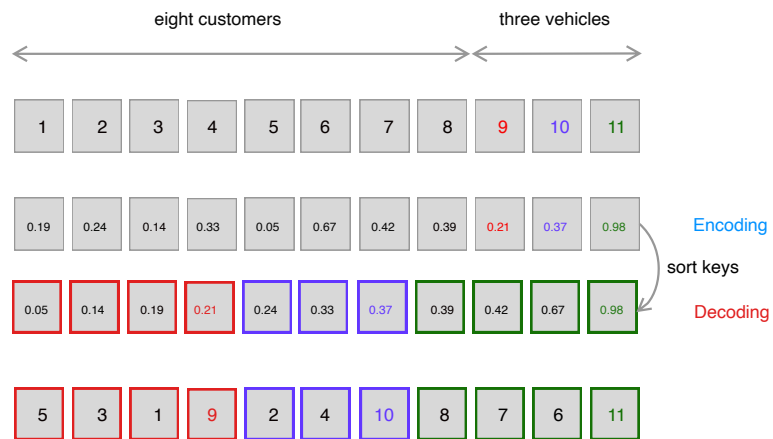 eight customers three vehicles
1 2 3 4 5 6 7 8 9 10 11
0.19 0.24 0.14 0.33 0.05 0.67 0.42 0.39 0.21 0.37 0.98 Encoding
sort keys
0.05 0.14 0.19 0.21 0.24 0.33 0.37 0.39 0.42 0.67 0.98 Decoding
5 3 1 9 2 4 10 8 7 6 11